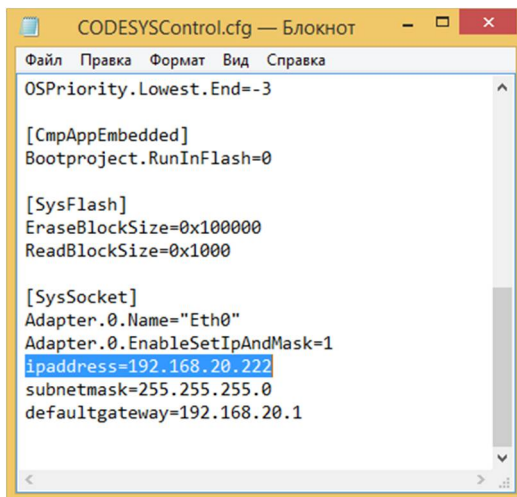 CODESYSControl.cfg — Блокнот
Файл Правка Формат Вид Справка
OSPriority.Lowest.End=-3
[CmpAppEmbedded]
Bootproject.RunInFlash=0
[SysFlash]
EraseBlockSize=0x100000
ReadBlockSize=0x1000
[SysSocket]
Adapter.0.Name="Eth0"
Adapter.0.EnableSetIpAndMask=1
ipaddress=192.168.20.222
subnetmask=255.255.255.0
defaultgateway=192.168.20.1